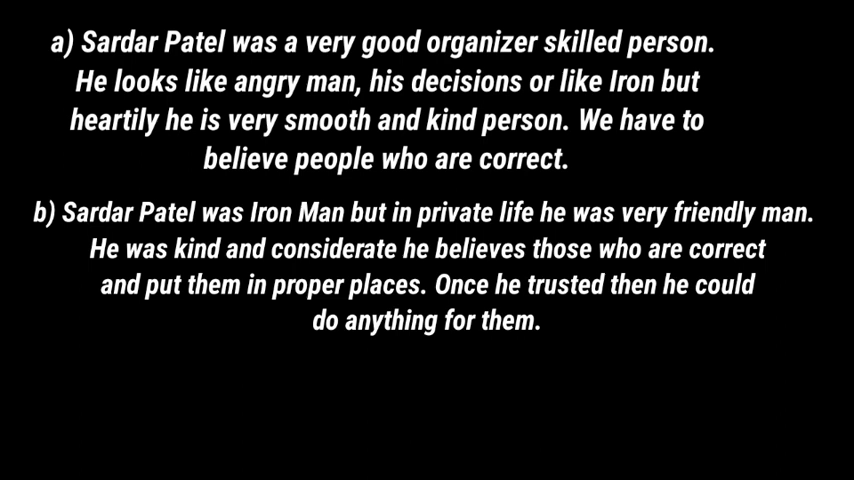 a) Sardar Patel was a very good organizer skilled person.
He looks like angry man, his decisions or like Iron but
heartily he is very smooth and kind person. We have to
believe people who are correct.
b) Sardar Patel was Iron Man but in private life he was very friendly man.
He was kind and considerate he believes those who are correct
and put them in proper places. Once he trusted then he could
do anything for them.